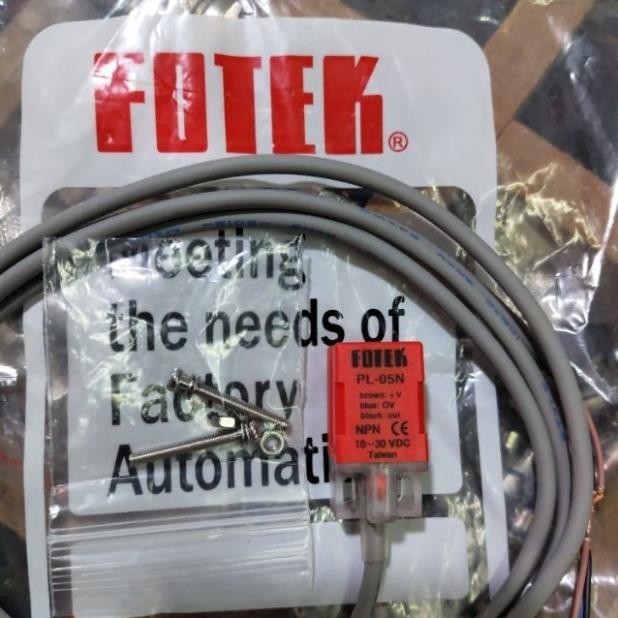 FOTEK®
Meeting
the needs of
Factory
Automati
FOTEK
PL-05N
brown: + V
blue: OV
black: out
NPN CE
10~30 VDC
Taiwan